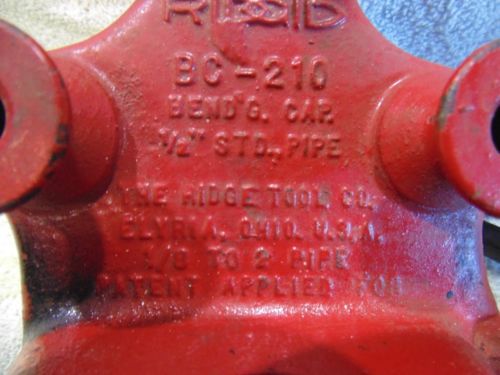 RIDGID
BC-210
BEND'G. CAP.
-1/2" STD. PIPE
THE RIDGE TOOL CO.
ELYRIA, OHIO. U.S.A.
1/8 TO 2 PIPE
PATENT APPLIED FOR